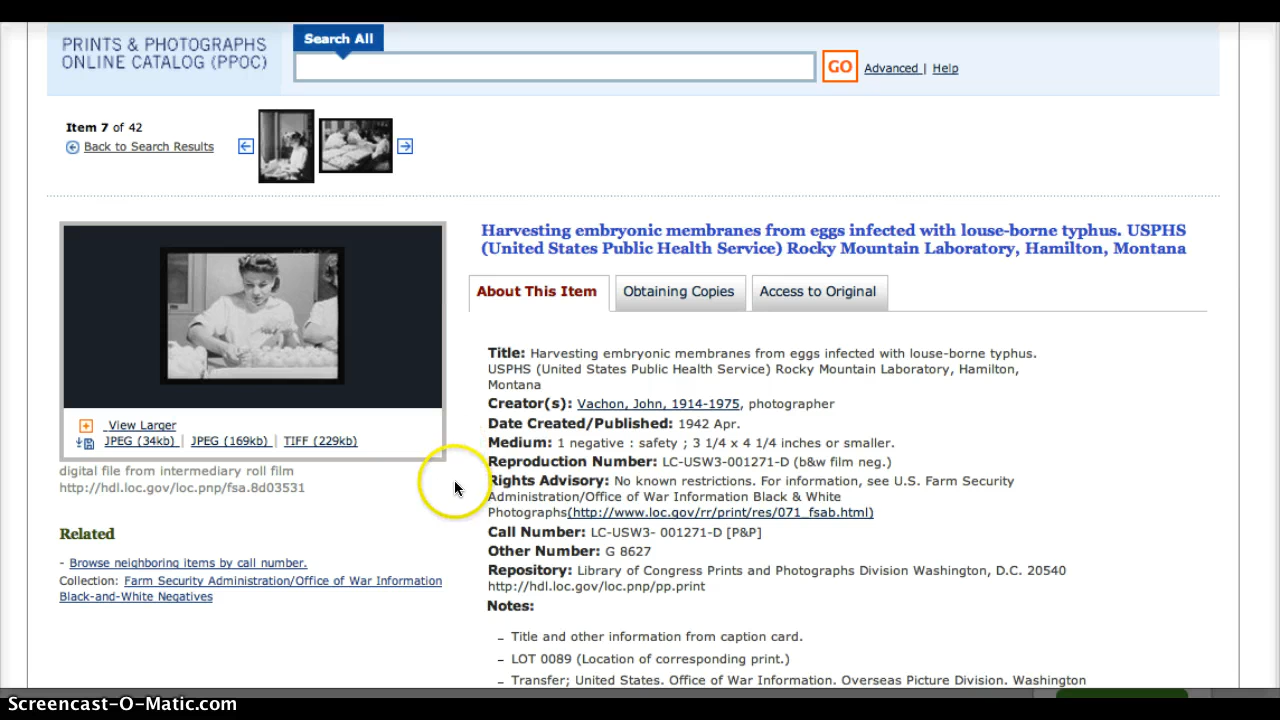 PRINTS & PHOTOGRAPHS
ONLINE CATALOG (PPOC)
Search All
GO Advanced | Help
Item 7 of 42
Back to Search Results
Harvesting embryonic membranes from eggs infected with louse-borne typhus. USPHS
(United States Public Health Service) Rocky Mountain Laboratory, Hamilton, Montana
About This Item
Obtaining Copies
Access to Original
View Larger
JPEG (34kb) | JPEG (169kb) | TIFF (229kb)
digital file from intermediary roll film
http://hdl.loc.gov/loc.pnp/fsa.8d03531
Related
- Browse neighboring items by call number.
Collection: Farm Security Administration/Office of War Information
Black-and-White Negatives
Title: Harvesting embryonic membranes from eggs infected with louse-borne typhus.
USPHS (United States Public Health Service) Rocky Mountain Laboratory, Hamilton,
Montana
Creator(s): Vachon, John, 1914-1975, photographer
Date Created/Published: 1942 Apr.
Medium: 1 negative : safety ; 3 1/4 x 4 1/4 inches or smaller.
Reproduction Number: LC-USW3-001271-D (b&w film neg.)
Rights Advisory: No known restrictions. For information, see U.S. Farm Security
Administration/Office of War Information Black & White
Photographs(http://www.loc.gov/rr/print/res/071_fsab.html)
Call Number: LC-USW3- 001271-D [P&P]
Other Number: G 8627
Repository: Library of Congress Prints and Photographs Division Washington, D.C. 20540
http://hdl.loc.gov/loc.pnp/pp.print
Notes:
– Title and other information from caption card.
– LOT 0089 (Location of corresponding print.)
– Transfer; United States. Office of War Information. Overseas Picture Division. Washington
Screencast-O-Matic.com